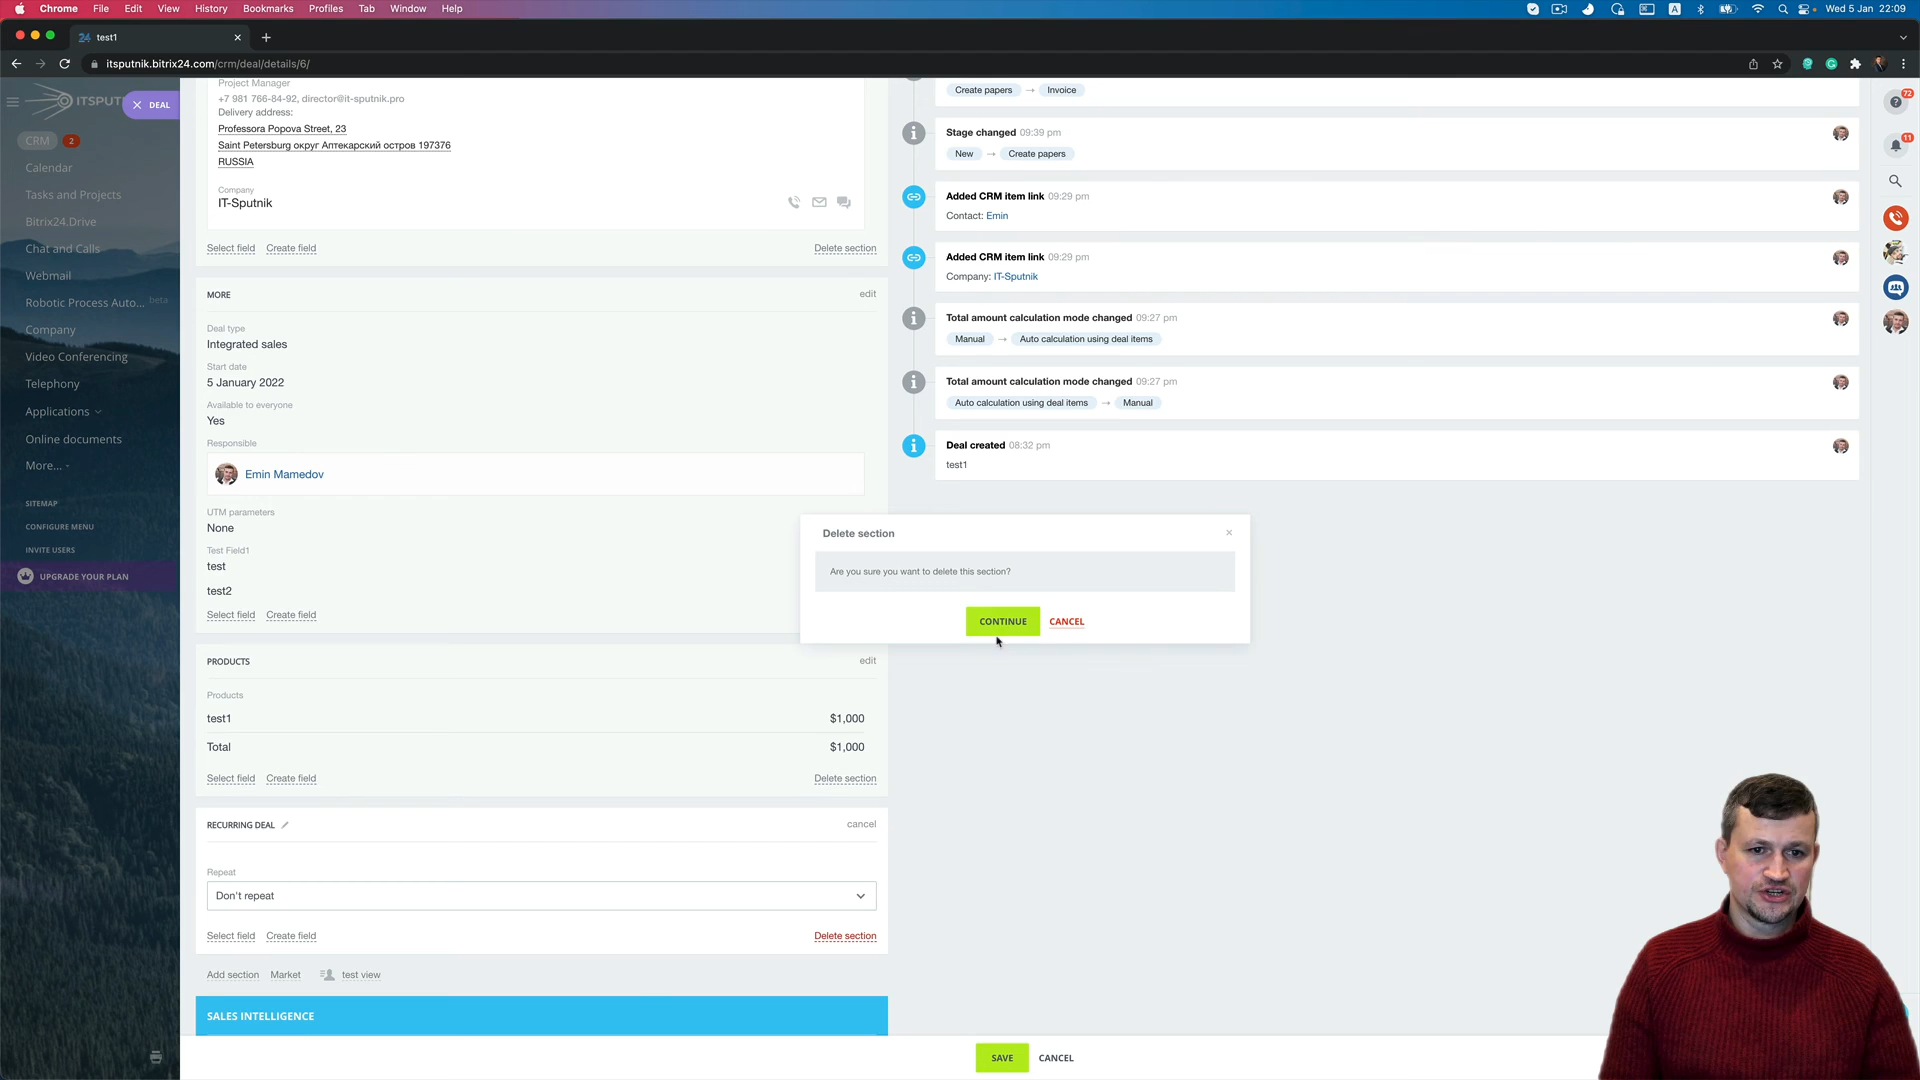 Chrome File Edit View History Bookmarks Profiles Tab Window Help
A Wed 5 Jan 22:09
24 test1
itsputnik.bitrix24.com/crm/deal/details/6/
ITSPUT
DEAL
CRM 2
Calendar
Tasks and Projects
Bitrix24.Drive
Chat and Calls
Webmail
Robotic Process Auto... beta
Company
Video Conferencing
Telephony
Applications
Online documents
More...
SITEMAP
CONFIGURE MENU
INVITE USERS
UPGRADE YOUR PLAN
Project Manager
+7 981 766-84-92, director@it-sputnik.pro
Delivery address:
Professora Popova Street, 23
Saint Petersburg округ Аптекарский остров 197376
RUSSIA
Company
IT-Sputnik
Select field Create field Delete section
MORE edit
Deal type
Integrated sales
Start date
5 January 2022
Available to everyone
Yes
Responsible
Emin Mamedov
UTM parameters
None
Test Field1
test
test2
Select field Create field
PRODUCTS edit
Products
test1 $1,000
Total $1,000
Select field Create field Delete section
RECURRING DEAL cancel
Repeat
Don't repeat
Select field Create field Delete section
Add section Market test view
SALES INTELLIGENCE
SAVE CANCEL
Create papers → Invoice
Stage changed 09:39 pm
New → Create papers
Added CRM item link 09:29 pm
Contact: Emin
Added CRM item link 09:29 pm
Company: IT-Sputnik
Total amount calculation mode changed 09:27 pm
Manual → Auto calculation using deal items
Total amount calculation mode changed 09:27 pm
Auto calculation using deal items → Manual
Deal created 08:32 pm
test1
Delete section
Are you sure you want to delete this section?
CONTINUE CANCEL
72
11